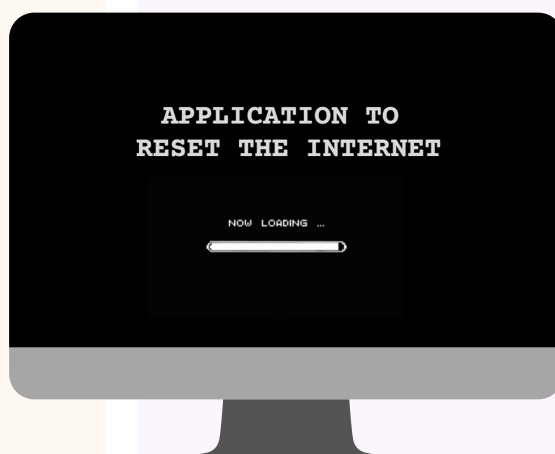 APPLICATION TO
RESET THE INTERNET
NOW LOADING ...